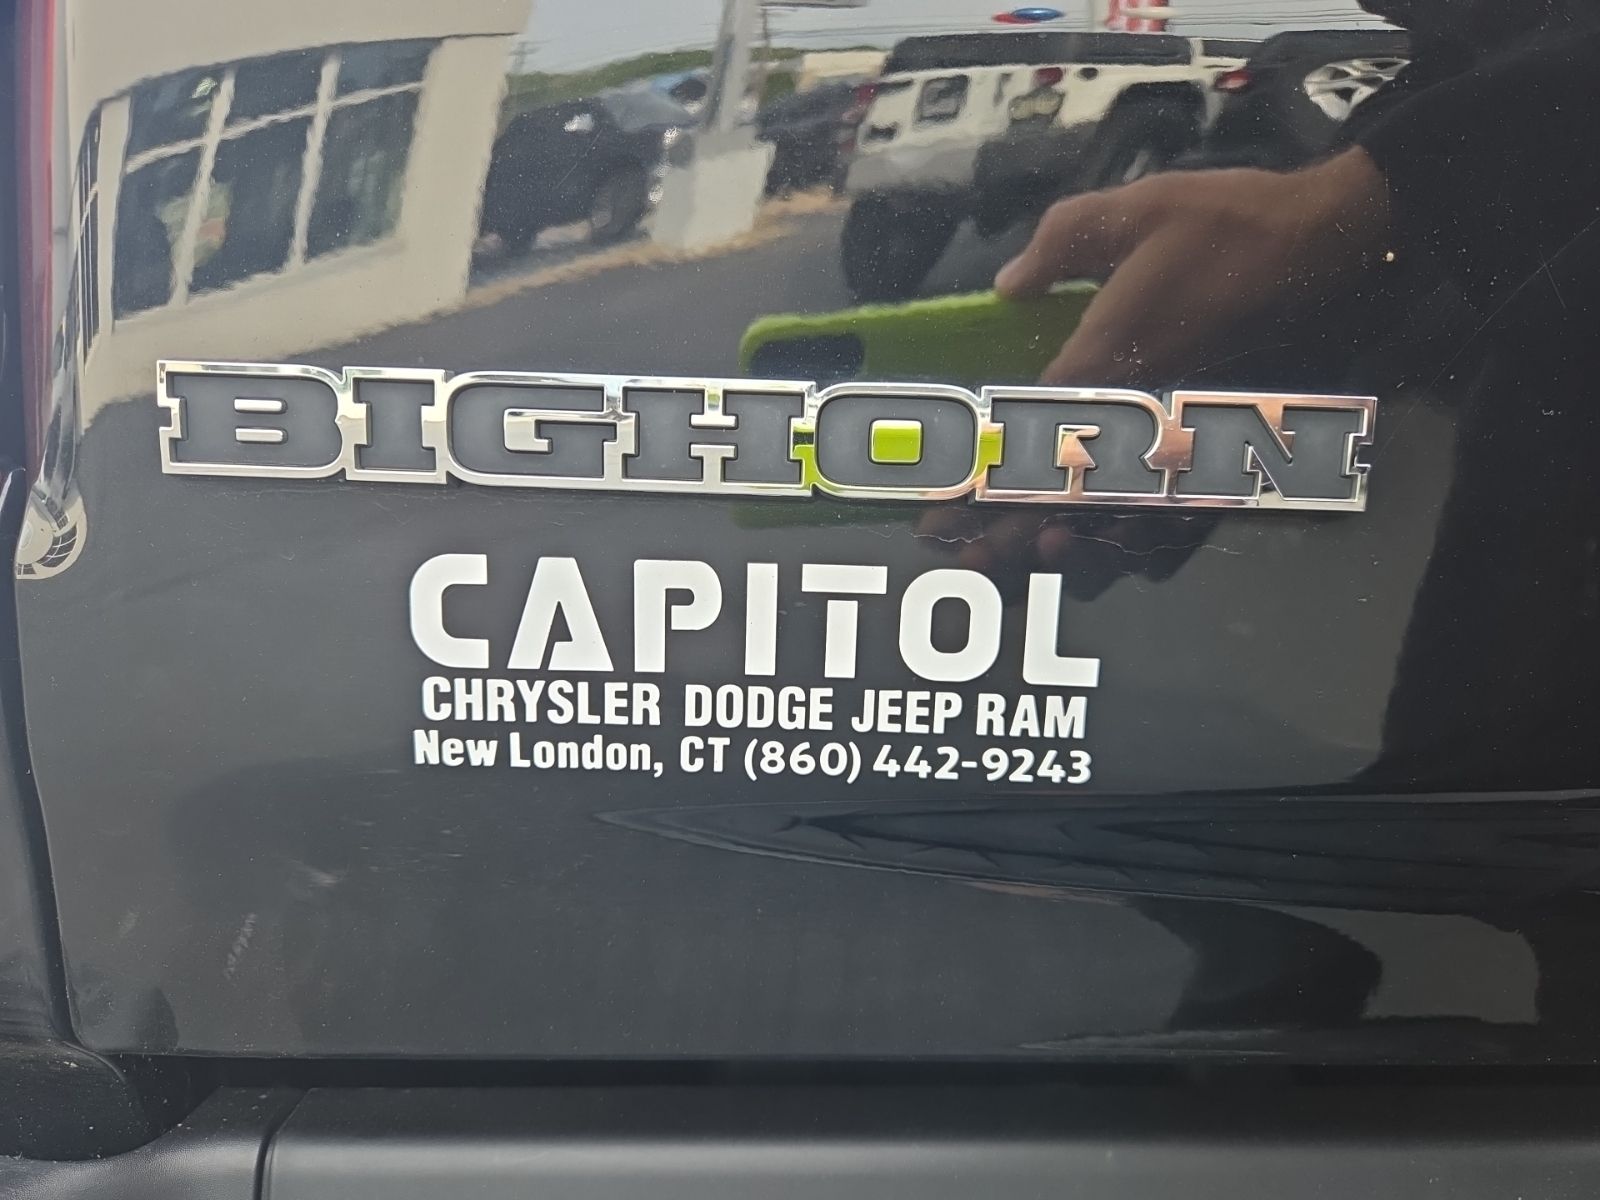 BIGHORN
CAPITOL
CHRYSLER DODGE JEEP RAM
New London, CT (860) 442-9243